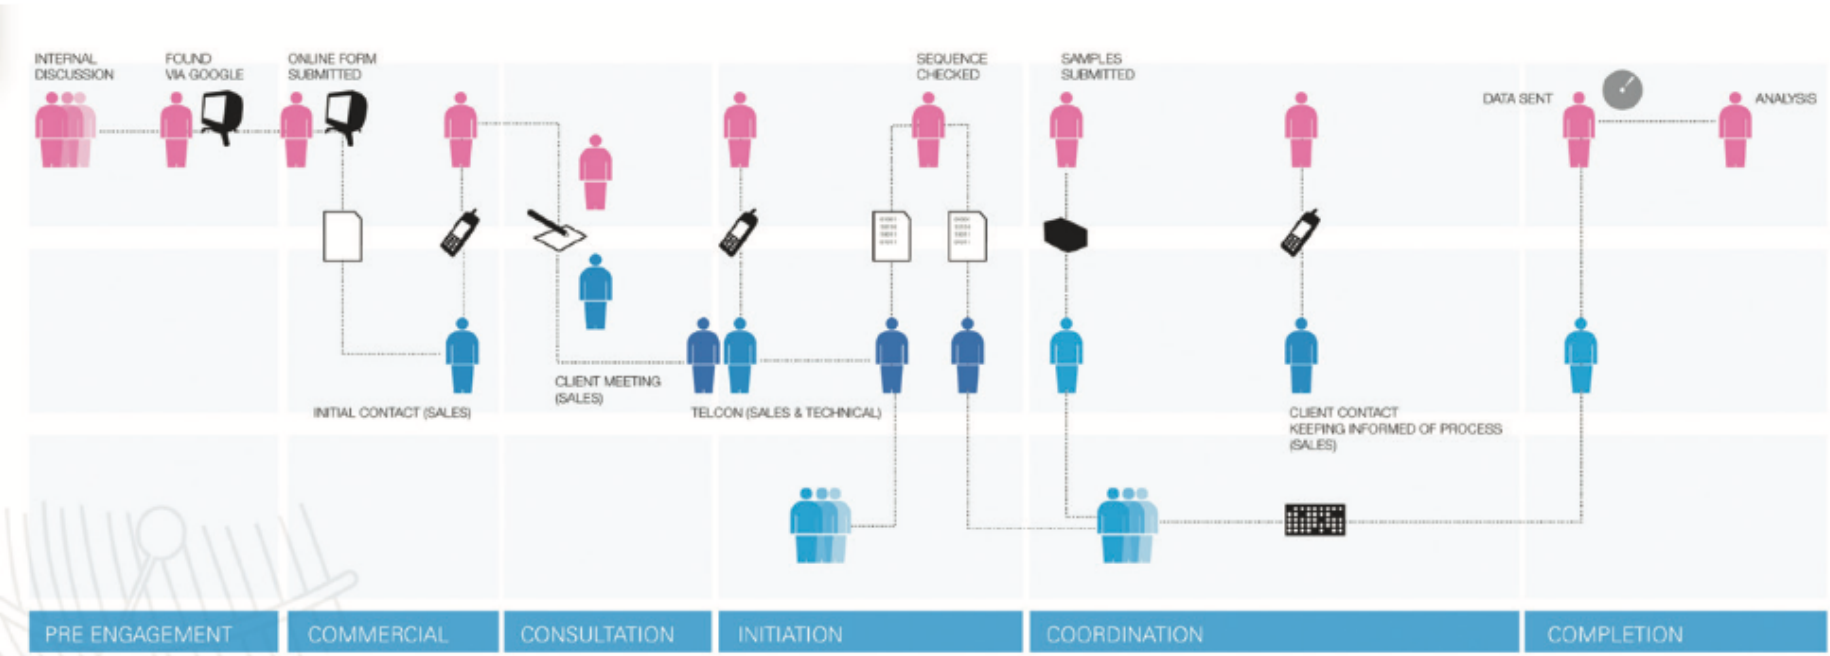 INTERNAL
DISCUSSION
FOUND
VIA GOOGLE
ONLINE FORM
SUBMITTED
SEQUENCE
CHECKED
SAMPLES
SUBMITTED
DATA SENT
ANALYSIS
CLIENT MEETING
(SALES)
INITIAL CONTACT (SALES)
TELCON (SALES & TECHNICAL)
CLIENT CONTACT
KEEPING INFORMED OF PROCESS
(SALES)
PRE ENGAGEMENT
COMMERCIAL
CONSULTATION
INITIATION
COORDINATION
COMPLETION